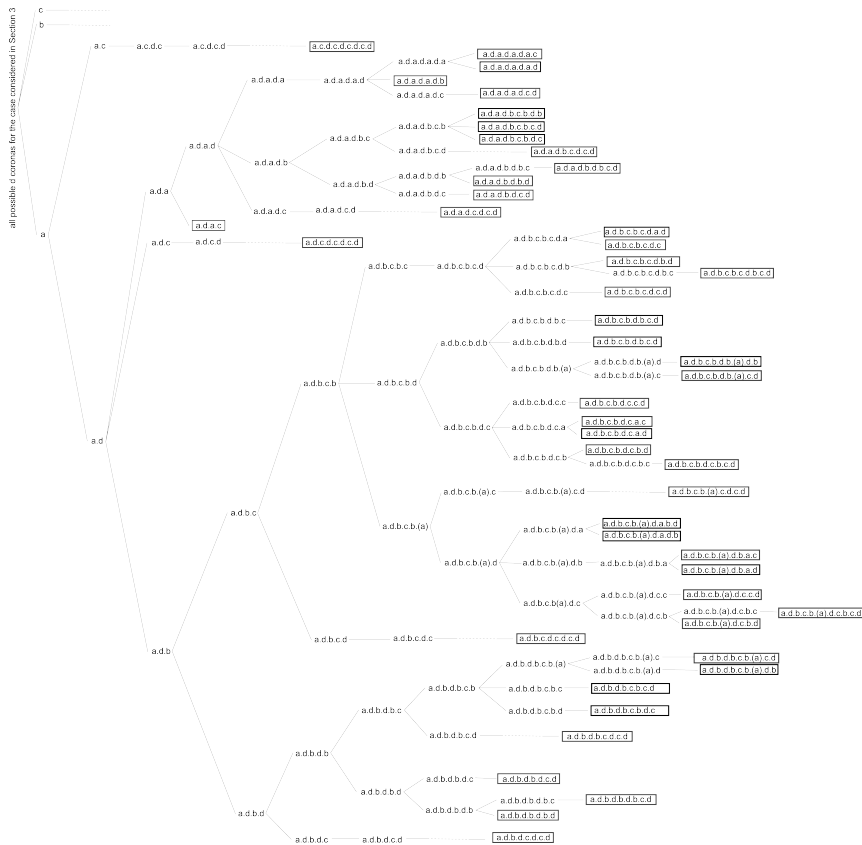 all possible d coronas for the case considered in Section 3
c
b
a.c a.c.d.c a.c.d.c.d a.c.d.c.d.c.d.c.d
a.d.a.d.a.d.a a.d.a.d.a.d.a.c
a.d.a.d.a.d.a.d
a.d.a.d.a a.d.a.d.a.d a.d.a.d.a.d.b
a.d.a.d.a.d.c a.d.a.d.a.d.c.d
a.d.a.d.b.c.b a.d.a.d.b.c.b.d.b
a.d.a.d.b.c.b.c.d
a.d.a.d.b.c a.d.a.d.b.c.b.d.c
a.d.a.d a.d.a.d.b.c.d a.d.a.d.b.c.d.c.d
a.d.a.d.b a.d.a.d.b.d.b a.d.a.d.b.d.b.c a.d.a.d.b.d.b.c.d
a.d.a.d.b.d a.d.a.d.b.d.b.d
a.d.a a.d.a.d.b.d.c a.d.a.d.b.d.c.d
a.d.a.d.c a.d.a.d.c.d a.d.a.d.c.d.c.d
a.d.a.c
a
a.d.c a.d.c.d a.d.c.d.c.d.c.d
a.d.b.c.b.c.d.a a.d.b.c.b.c.d.a.d
a.d.b.c.b.c.d.c
a.d.b.c.b.c a.d.b.c.b.c.d a.d.b.c.b.c.d.b a.d.b.c.b.c.d.b.d
a.d.b.c.b.c.d.b.c a.d.b.c.b.c.d.b.c.d
a.d.b.c.b.c.d.c a.d.b.c.b.c.d.c.d
a.d.b.c.b.d.b.c a.d.b.c.b.d.b.c.d
a.d.b.c.b.d.b a.d.b.c.b.d.b.d a.d.b.c.b.d.b.c.d
a.d.b.c.b.d.b.(a) a.d.b.c.b.d.b.(a).d a.d.b.c.b.d.b.(a).d.b
a.d.b.c.b.d.b.(a).c a.d.b.c.b.d.b.(a).c.d
a.d.b.c.b a.d.b.c.b.d
a.d.b.c.b.d.c.c a.d.b.c.b.d.c.c.d
a.d.b.c.b.d.c a.d.b.c.b.d.c.a a.d.b.c.b.d.c.a.c
a.d.b.c.b.d.c.a.d
a.d a.d.b.c.b.d.c.b a.d.b.c.b.d.c.b.d
a.d.b.c.b.d.c.b.c a.d.b.c.b.d.c.b.c.d
a.d.b.c.b.(a).c a.d.b.c.b.(a).c.d a.d.b.c.b.(a).c.d.c.d
a.d.b.c a.d.b.c.b.(a) a.d.b.c.b.(a).d.a a.d.b.c.b.(a).d.a.b.d
a.d.b.c.b.(a).d.a.d.b
a.d.b.c.b.(a).d a.d.b.c.b.(a).d.b a.d.b.c.b.(a).d.b.a a.d.b.c.b.(a).d.b.a.c
a.d.b.c.b.(a).d.b.a.d
a.d.b.c.b(a).d.c a.d.b.c.b.(a).d.c.c a.d.b.c.b.(a).d.c.c.d
a.d.b.c.b.(a).d.c.b a.d.b.c.b.(a).d.c.b.c a.d.b.c.b.(a).d.c.b.c.d
a.d.b.c.b.(a).d.c.b.d
a.d.b.c.d a.d.b.c.d.c a.d.b.c.d.c.d.c.d
a.d.b
a.d.b.d.b.c.b.(a) a.d.b.d.b.c.b.(a).c a.d.b.d.b.c.b.(a).c.d
a.d.b.d.b.c.b.(a).d a.d.b.d.b.c.b.(a).d.b
a.d.b.d.b.c.b a.d.b.d.b.c.b.c a.d.b.d.b.c.b.c.d
a.d.b.d.b.c a.d.b.d.b.c.b.d a.d.b.d.b.c.b.d.c
a.d.b.d.b.c.d a.d.b.d.b.c.d.c.d
a.d.b.d.b
a.d.b.d.b.d.c a.d.b.d.b.d.c.d
a.d.b.d.b.d a.d.b.d.b.d.b.c a.d.b.d.b.d.b.c.d
a.d.b.d a.d.b.d.b.d.b a.d.b.d.b.d.b.d
a.d.b.d.c a.d.b.d.c.d a.d.b.d.c.d.c.d